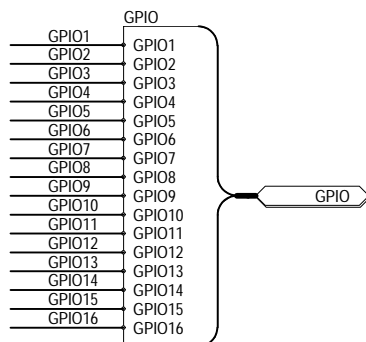 GPIO
GPIO1 GPIO1
GPIO2 GPIO2
GPIO3 GPIO3
GPIO4 GPIO4
GPIO5 GPIO5
GPIO6 GPIO6
GPIO7 GPIO7
GPIO8 GPIO8
GPIO9 GPIO9 GPIO
GPIO10 GPIO10
GPIO11 GPIO11
GPIO12 GPIO12
GPIO13 GPIO13
GPIO14 GPIO14
GPIO15 GPIO15
GPIO16 GPIO16